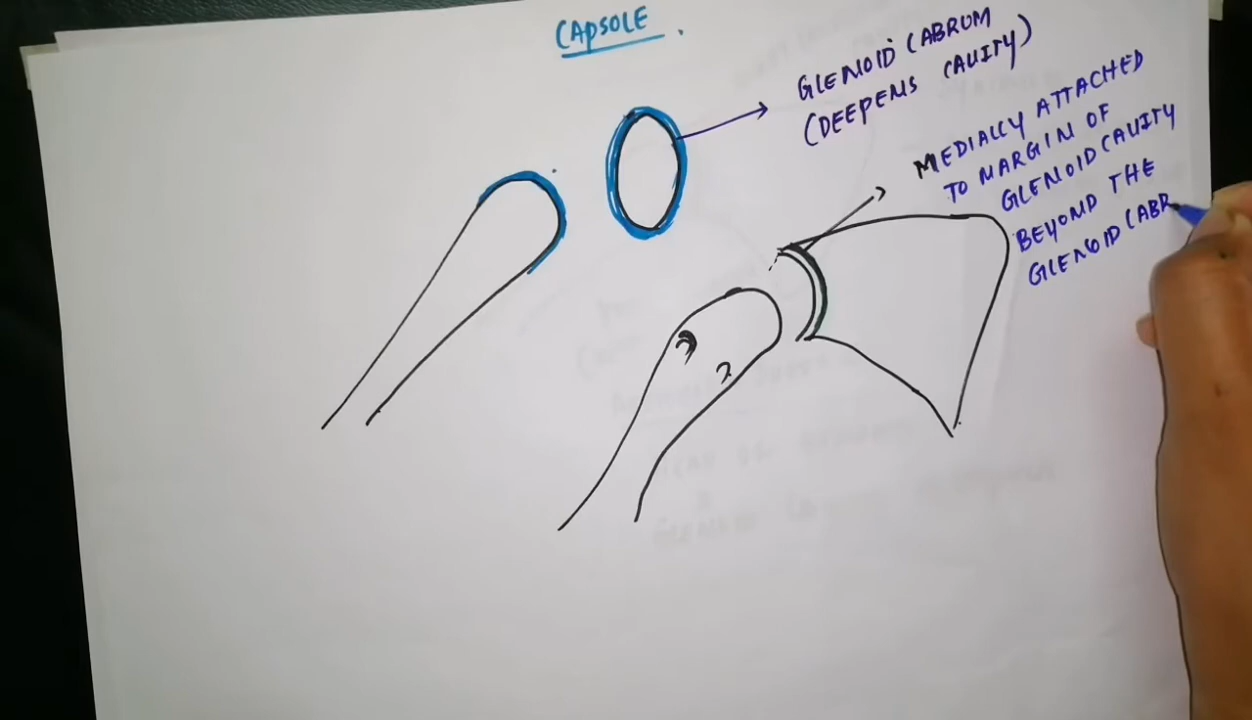 CAPSULE.
GLENOID LABRUM
(DEEPENS CAVITY)
MEDIALLY ATTACHED
TO MARGIN OF
GLENOID CAVITY
BEYOND THE
GLENOID LABR